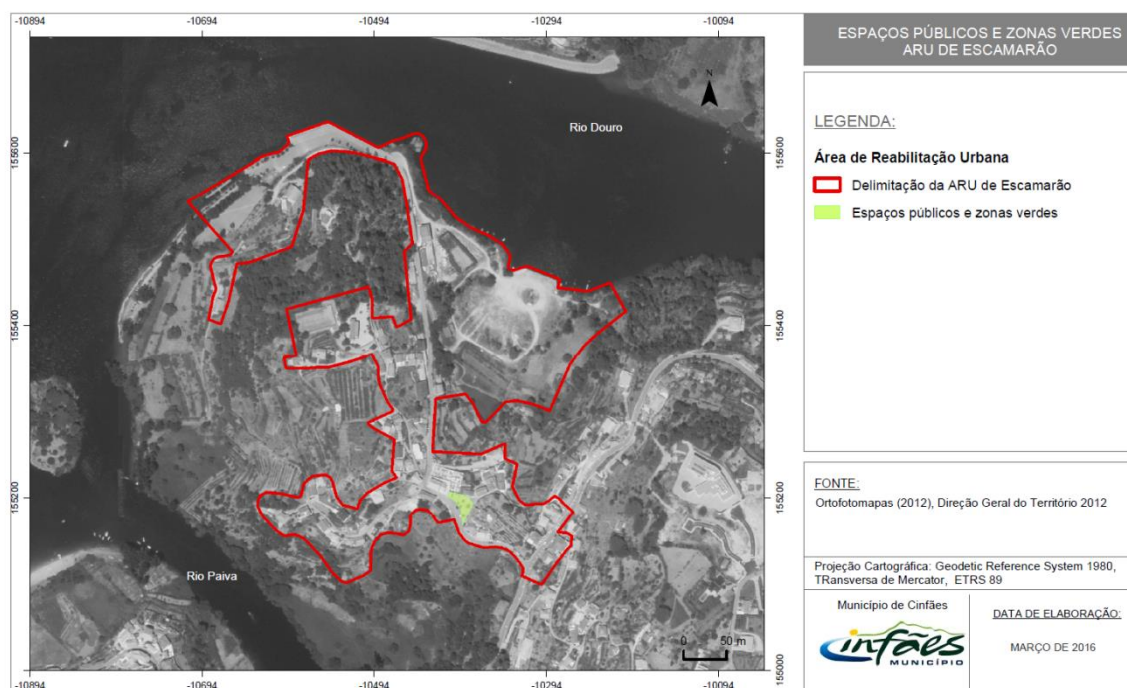 -10894 -10694 -10494 -10294 -10094
ESPAÇOS PÚBLICOS E ZONAS VERDES
ARU DE ESCAMARÃO
N
Rio Douro
155600
155600
155400
155400
155200
155200
155000
Rio Paiva
0 50 m
-10894 -10694 -10494 -10294 -10094
LEGENDA:
Área de Reabilitação Urbana
Delimitação da ARU de Escamarão
Espaços públicos e zonas verdes
FONTE:
Ortofotomapas (2012), Direção Geral do Território 2012
Projeção Cartográfica: Geodetic Reference System 1980,
TRansversa de Mercator, ETRS 89
Município de Cinfães
infães
MUNICÍPIO
DATA DE ELABORAÇÃO:
MARÇO DE 2016